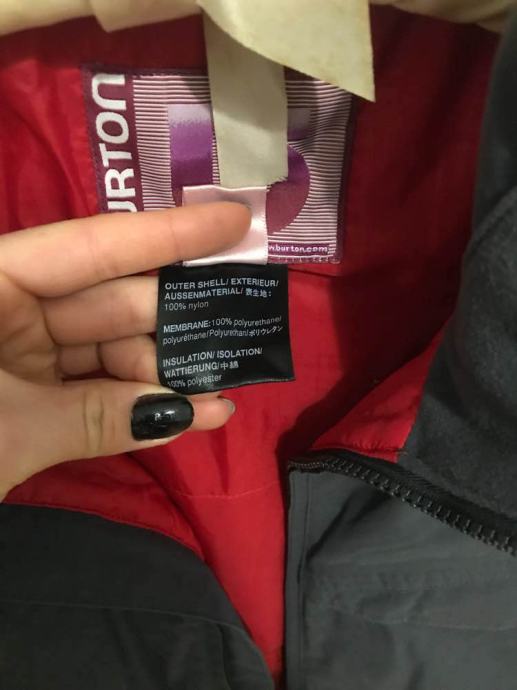 URTON
w.burton.com
OUTER SHELL/ EXTERIEUR/
AUSSENMATERIAL/ 表生地:
100% nylon
MEMBRANE:100% polyurethane/
polyuréthane/Polyurethan/ポリウレタン
INSULATION/ ISOLATION/
WATTIERUNG/中綿
100% polyester